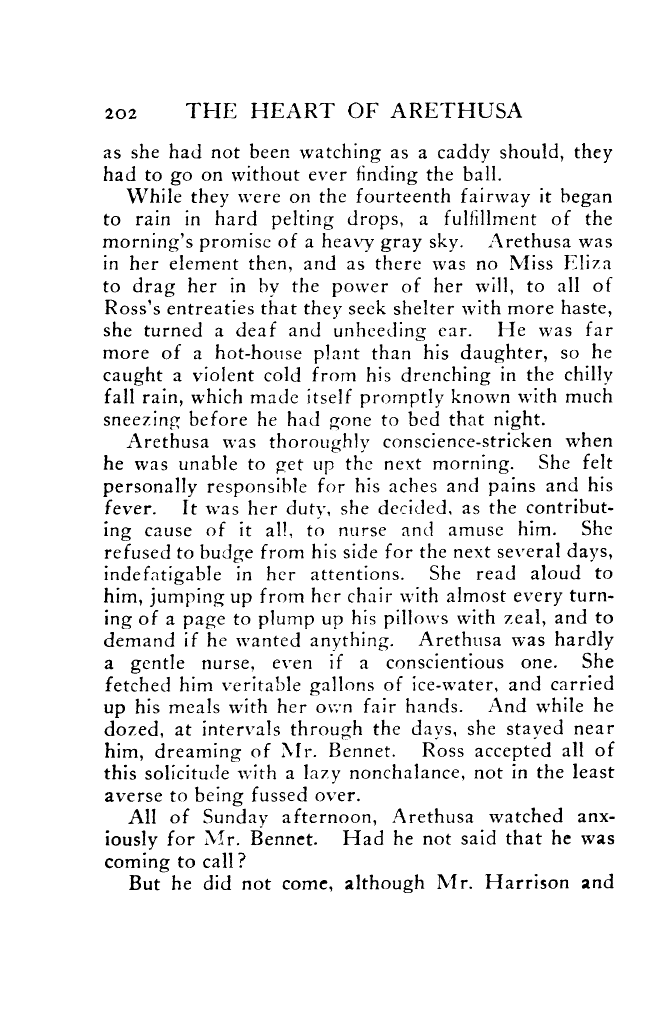 202 THE HEART OF ARETHUSA
as she had not been watching as a caddy should, they
had to go on without ever finding the ball.
While they were on the fourteenth fairway it began
to rain in hard pelting drops, a fulfillment of the
morning's promise of a heavy gray sky. Arethusa was
in her element then, and as there was no Miss Eliza
to drag her in by the power of her will, to all of
Ross's entreaties that they seek shelter with more haste,
she turned a deaf and unheeding ear. He was far
more of a hot-house plant than his daughter, so he
caught a violent cold from his drenching in the chilly
fall rain, which made itself promptly known with much
sneezing before he had gone to bed that night.
Arethusa was thoroughly conscience-stricken when
he was unable to get up the next morning. She felt
personally responsible for his aches and pains and his
fever. It was her duty, she decided, as the contribut-
ing cause of it all, to nurse and amuse him. She
refused to budge from his side for the next several days,
indefatigable in her attentions. She read aloud to
him, jumping up from her chair with almost every turn-
ing of a page to plump up his pillows with zeal, and to
demand if he wanted anything. Arethusa was hardly
a gentle nurse, even if a conscientious one. She
fetched him veritable gallons of ice-water, and carried
up his meals with her own fair hands. And while he
dozed, at intervals through the days, she stayed near
him, dreaming of Mr. Bennet. Ross accepted all of
this solicitude with a lazy nonchalance, not in the least
averse to being fussed over.
All of Sunday afternoon, Arethusa watched anx-
iously for Mr. Bennet. Had he not said that he was
coming to call?
But he did not come, although Mr. Harrison and